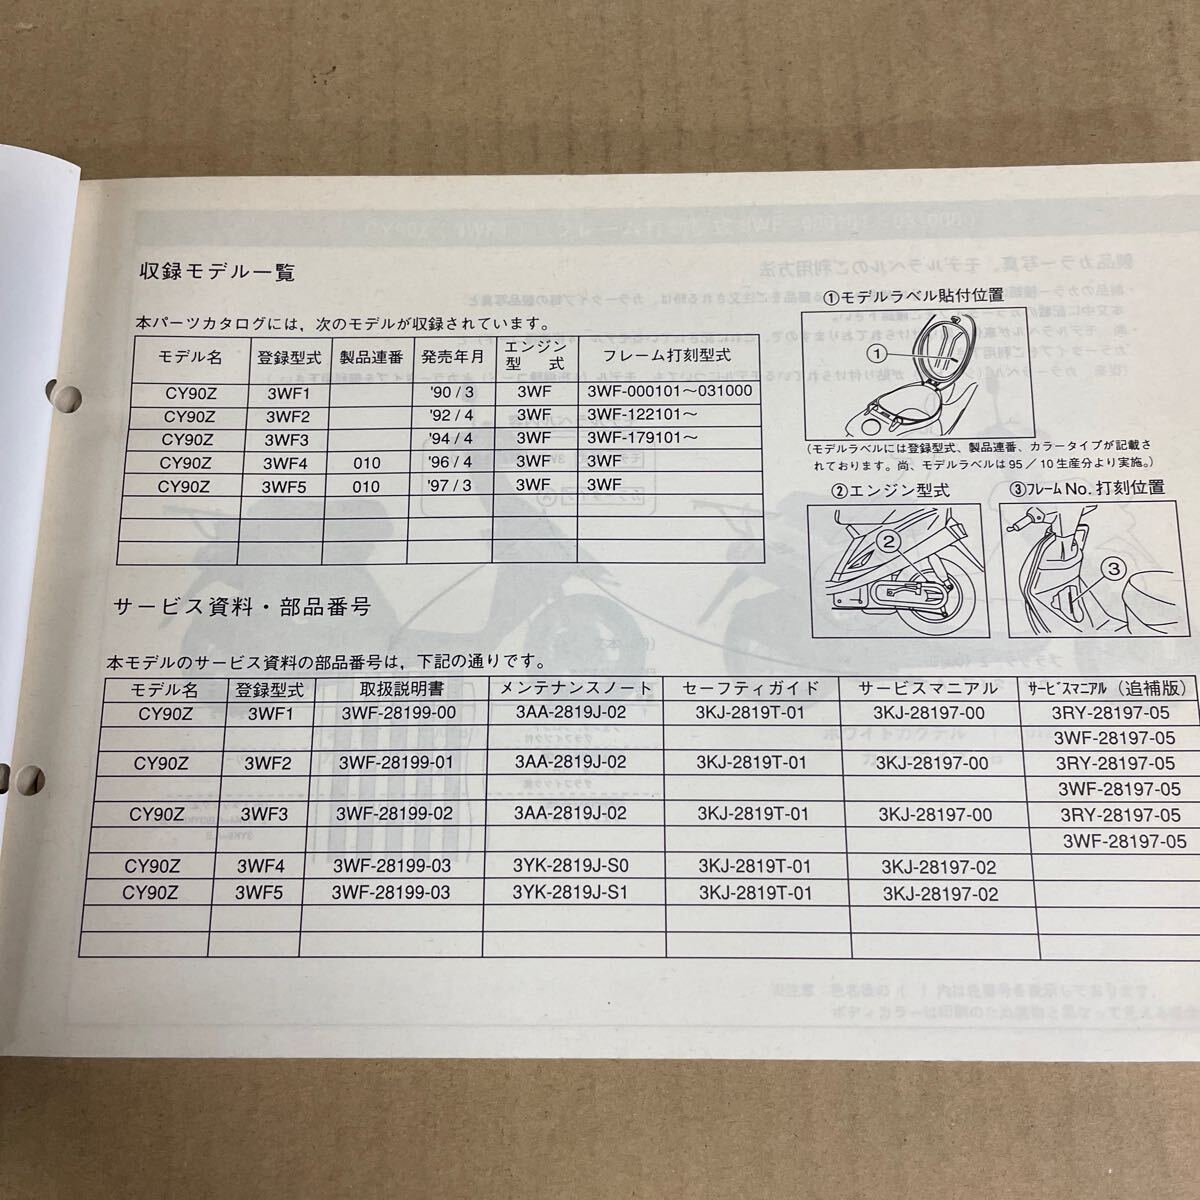 収録モデル一覧
本パーツカタログには，次のモデルが収録されています。
モデル名 登録型式 製品連番 発売年月 エンジン型式 フレーム打刻型式
CY90Z 3WF1 '90 / 3 3WF 3WF-000101～031000
CY90Z 3WF2 '92 / 4 3WF 3WF-122101～
CY90Z 3WF3 '94 / 4 3WF 3WF-179101～
CY90Z 3WF4 010 '96 / 4 3WF 3WF
CY90Z 3WF5 010 '97 / 3 3WF 3WF
①モデルラベル貼付位置
①
(モデルラベルには登録型式、製品連番、カラータイプが記載さ
れております。尚、モデルラベルは95／10生産分より実施。)
②エンジン型式
②
③フレームNo. 打刻位置
③
サービス資料・部品番号
本モデルのサービス資料の部品番号は，下記の通りです。
モデル名 登録型式 取扱説明書 メンテナンスノート セーフティガイド サービスマニアル サービスマニアル（追補版）
CY90Z 3WF1 3WF-28199-00 3AA-2819J-02 3KJ-2819T-01 3KJ-28197-00 3RY-28197-05
3WF-28197-05
CY90Z 3WF2 3WF-28199-01 3AA-2819J-02 3KJ-2819T-01 3KJ-28197-00 3RY-28197-05
3WF-28197-05
CY90Z 3WF3 3WF-28199-02 3AA-2819J-02 3KJ-2819T-01 3KJ-28197-00 3RY-28197-05
3WF-28197-05
CY90Z 3WF4 3WF-28199-03 3YK-2819J-S0 3KJ-2819T-01 3KJ-28197-02
CY90Z 3WF5 3WF-28199-03 3YK-2819J-S1 3KJ-2819T-01 3KJ-28197-02